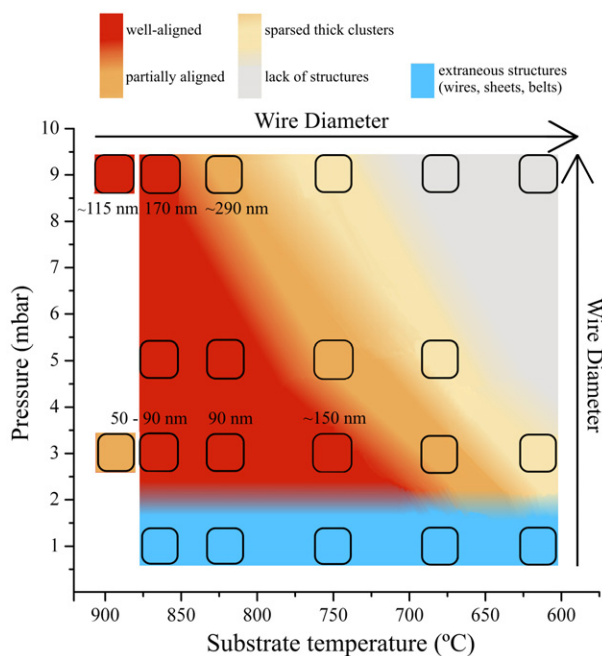 well-aligned
partially aligned
sparsed thick clusters
lack of structures
extraneous structures
(wires, sheets, belts)
Wire Diameter
Wire Diameter
Pressure (mbar)
10
9
8
7
6
5
4
3
2
1
~115 nm
170 nm
~290 nm
50 - 90 nm
90 nm
~150 nm
900
850
800
750
700
650
600
Substrate temperature (ºC)